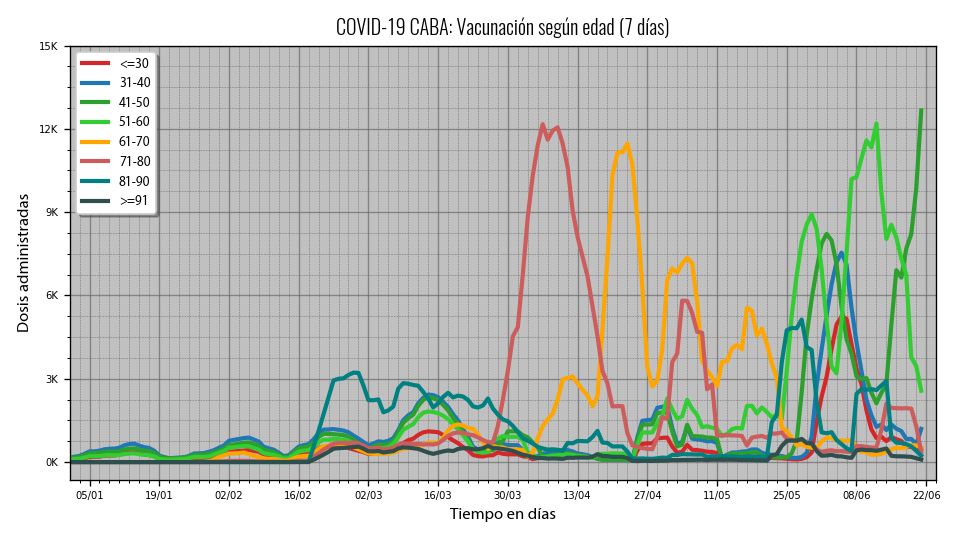 COVID-19 CABA: Vacunación según edad (7 días)
15K
12K
9K
6K
3K
0K
Dosis administradas
<=30
31-40
41-50
51-60
61-70
71-80
81-90
>=91
05/01 19/01 02/02 16/02 02/03 16/03 30/03 13/04 27/04 11/05 25/05 08/06 22/06
Tiempo en días